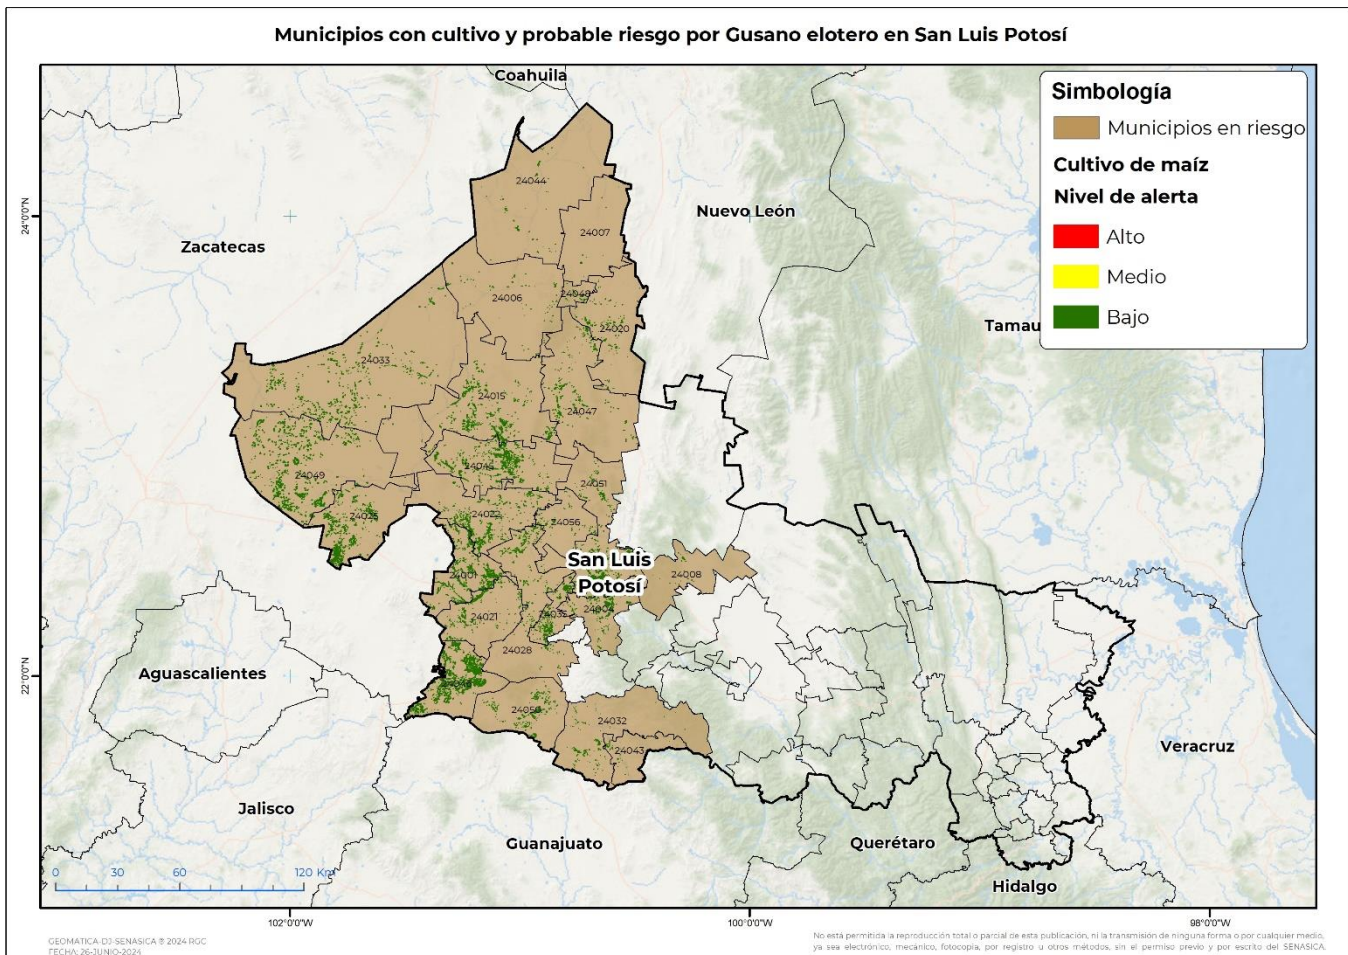 Municipios con cultivo y probable riesgo por Gusano elotero en San Luis Potosí
Coahuila
Simbología
Municipios en riesgo
Cultivo de maíz
Nivel de alerta
Alto
Medio
Bajo
24°0'0"N
24044
Nuevo León
Zacatecas
24007
24006
24048
24020
Tamau
24033
24015
24047
24045
24049
24051
24025
24022
24056
San Luis
Potosí
24001
24008
24021
24035
24028
22°0'0"N
Aguascalientes
24050
24032
24043
Veracruz
Jalisco
Guanajuato
Querétaro
Hidalgo
0 30 60 120 Km
102°0'0"W
100°0'0"W
98°0'0"W
GEOMATICA-DJ-SENASICA © 2024 RGC
FECHA: 26-JUNIO-2024
No está permitida la reproducción total o parcial de esta publicación, ni la transmisión de ninguna forma o por cualquier medio,
ya sea electrónico, mecánico, fotocopia, por registro u otros métodos, sin el permiso previo y por escrito del SENASICA.